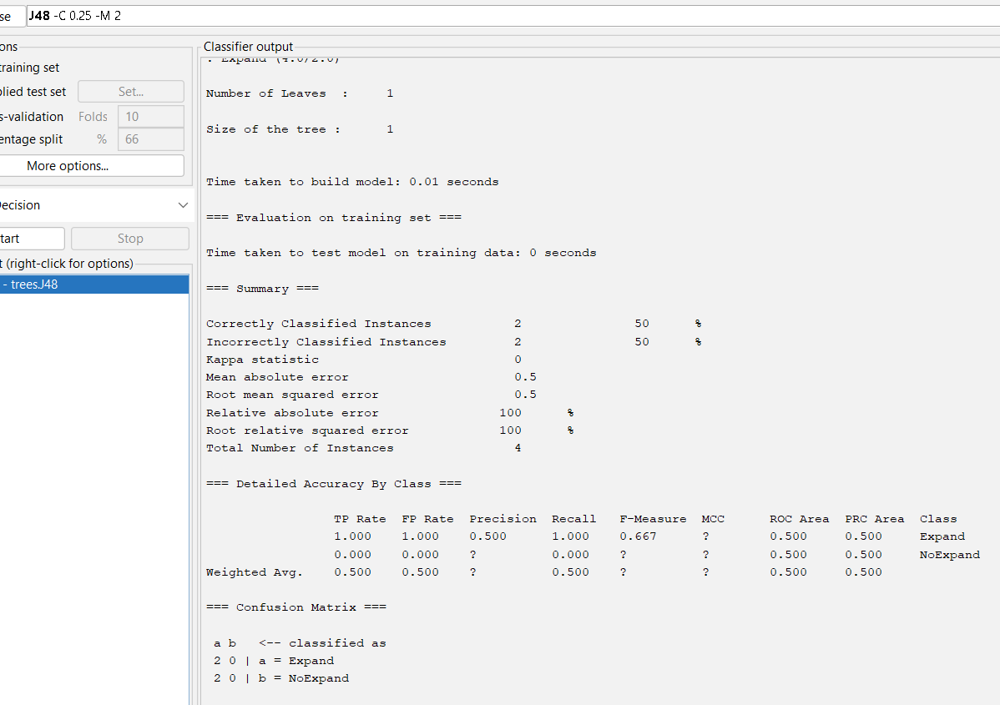 se J48 -C 0.25 -M 2
ons
training set
plied test set Set...
s-validation Folds 10
entage split % 66
More options...
Decision
tart Stop
t (right-click for options)
- trees.J48
Classifier output
: Expand (4.0/2.0)
Number of Leaves : 1
Size of the tree : 1
Time taken to build model: 0.01 seconds
=== Evaluation on training set ===
Time taken to test model on training data: 0 seconds
=== Summary ===
Correctly Classified Instances 2 50 %
Incorrectly Classified Instances 2 50 %
Kappa statistic 0
Mean absolute error 0.5
Root mean squared error 0.5
Relative absolute error 100 %
Root relative squared error 100 %
Total Number of Instances 4
=== Detailed Accuracy By Class ===
TP Rate FP Rate Precision Recall F-Measure MCC ROC Area PRC Area Class
1.000 1.000 0.500 1.000 0.667 ? 0.500 0.500 Expand
0.000 0.000 ? 0.000 ? ? 0.500 0.500 NoExpand
Weighted Avg. 0.500 0.500 ? 0.500 ? ? 0.500 0.500
=== Confusion Matrix ===
a b <-- classified as
2 0 | a = Expand
2 0 | b = NoExpand